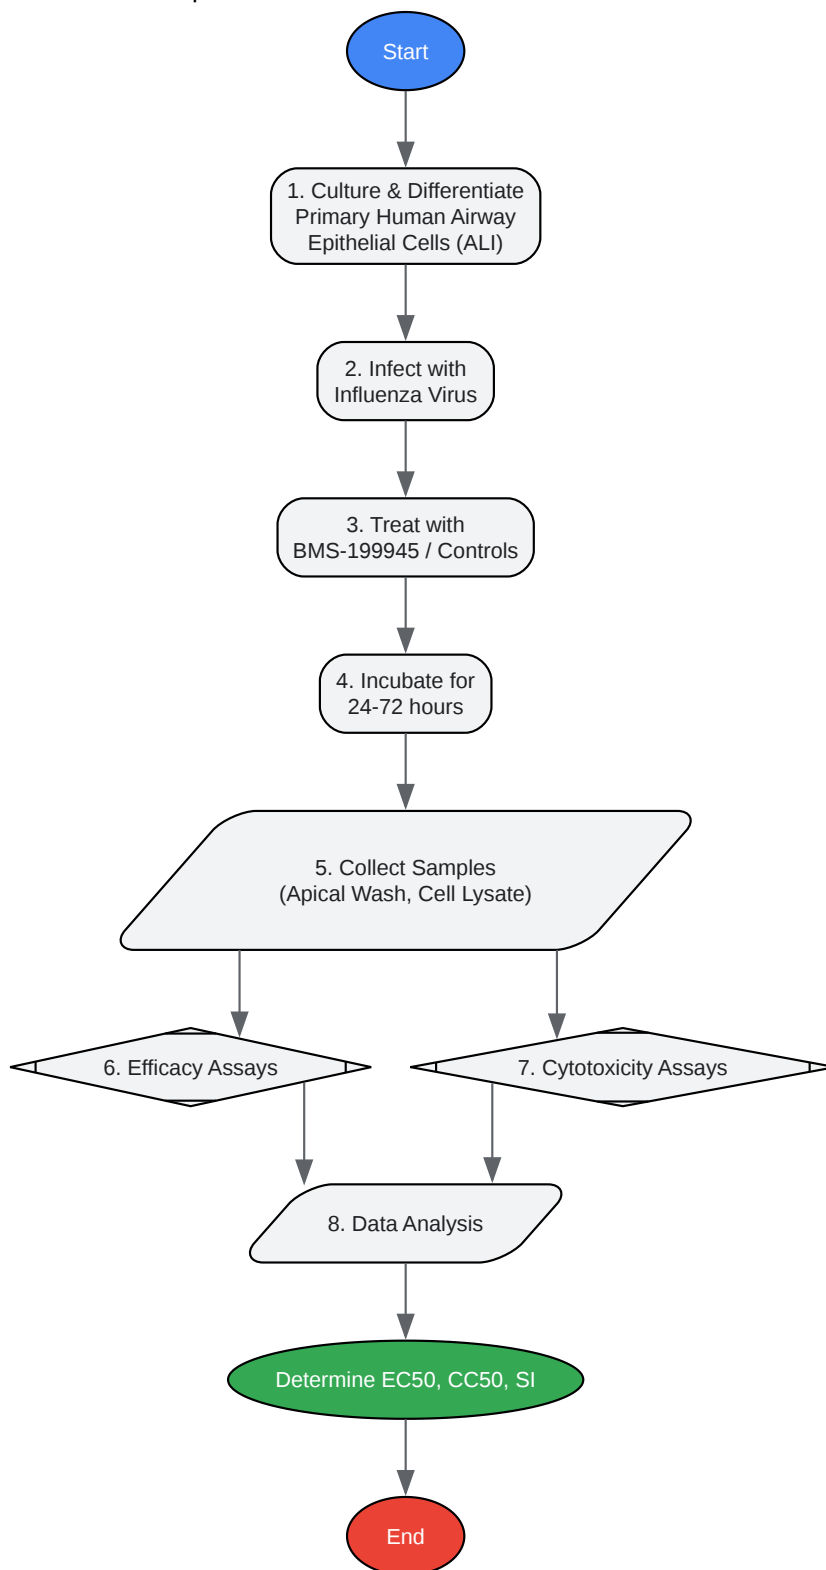 Start
1. Culture & Differentiate
Primary Human Airway
Epithelial Cells (ALI)
2. Infect with
Influenza Virus
3. Treat with
BMS-199945 / Controls
4. Incubate for
24-72 hours
5. Collect Samples
(Apical Wash, Cell Lysate)
6. Efficacy Assays
7. Cytotoxicity Assays
8. Data Analysis
Determine EC50, CC50, SI
End